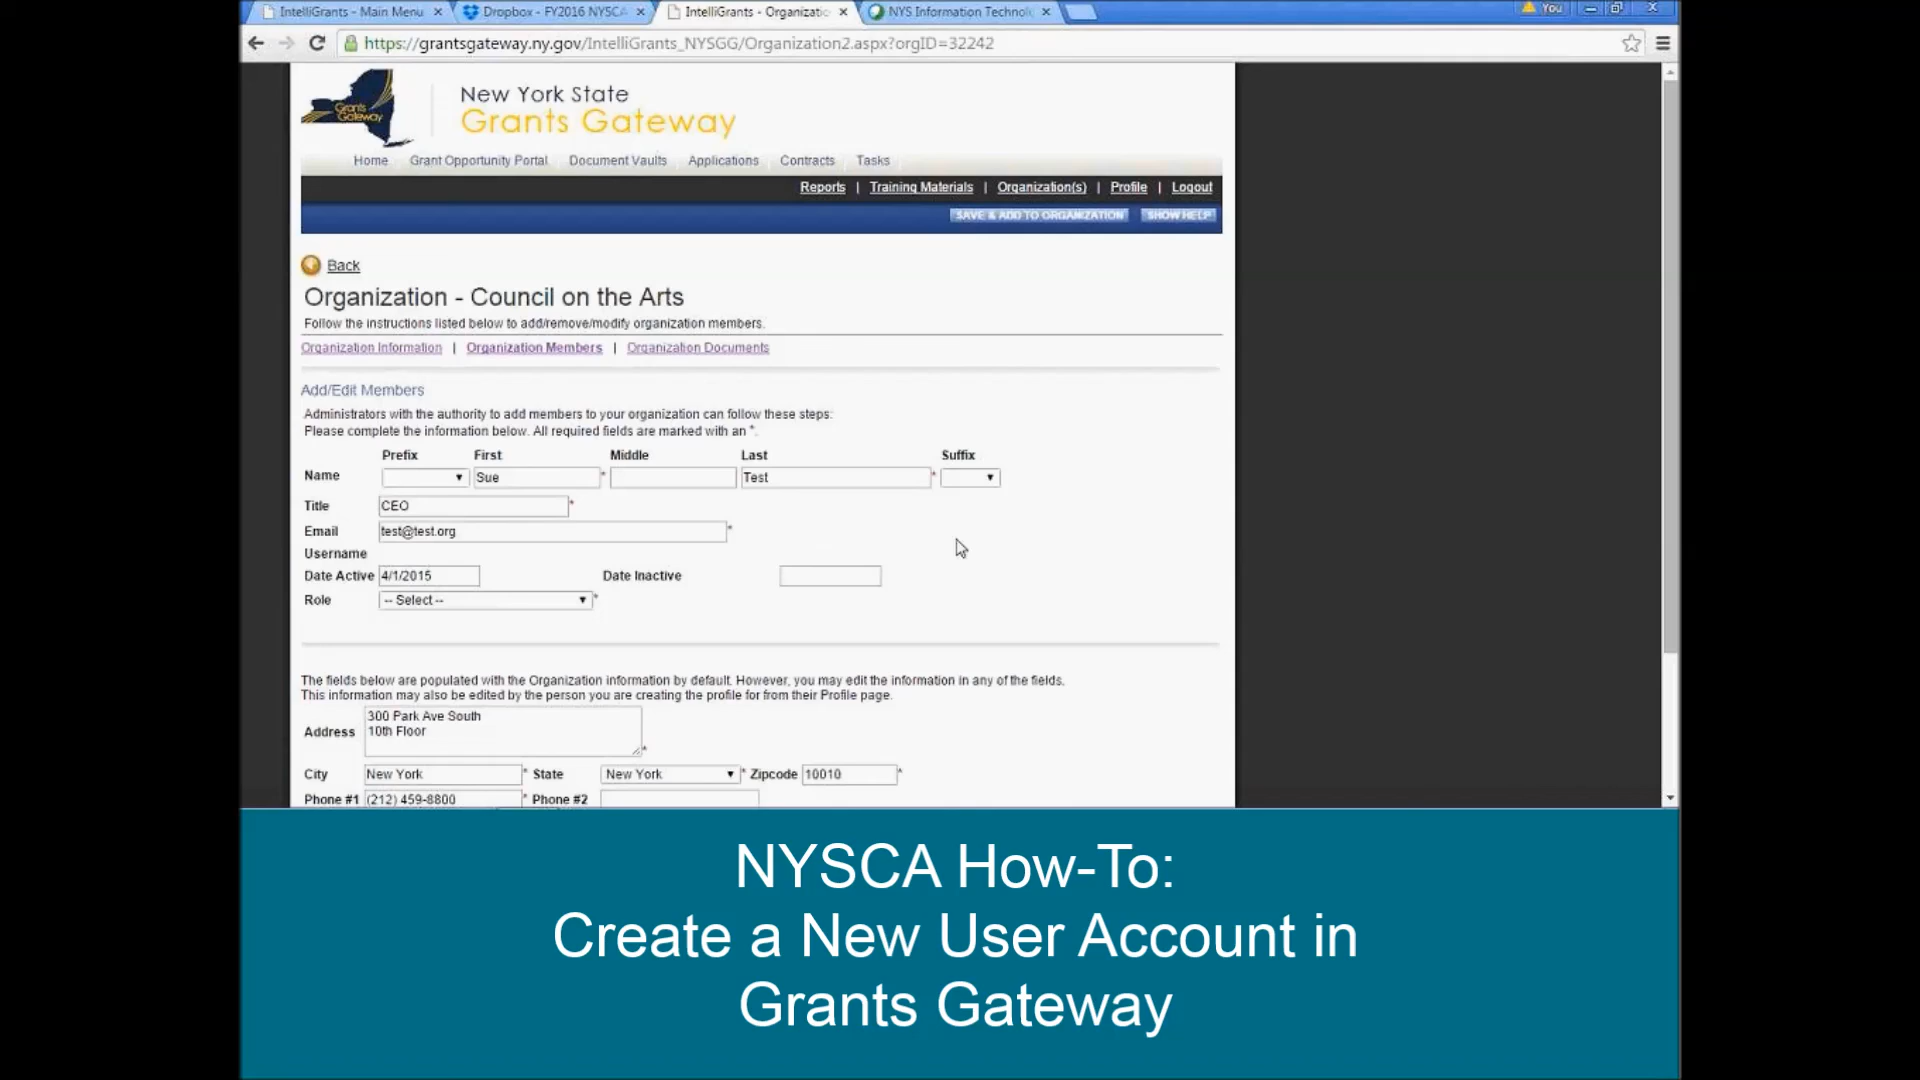 IntelliGrants - Main Menu
Dropbox - FY2016 NYSCA
IntelliGrants - Organizatio
NYS Information Technol
You
https://grantsgateway.ny.gov/IntelliGrants_NYSGG/Organization2.aspx?orgID=32242
Grants Gateway
New York State
Grants Gateway
Home Grant Opportunity Portal Document Vaults Applications Contracts Tasks
Reports | Training Materials | Organization(s) | Profile | Logout
SAVE & ADD TO ORGANIZATION SHOW HELP
Back
Organization - Council on the Arts
Follow the instructions listed below to add/remove/modify organization members.
Organization Information | Organization Members | Organization Documents
Add/Edit Members
Administrators with the authority to add members to your organization can follow these steps:
Please complete the information below. All required fields are marked with an *.
Prefix First Middle Last Suffix
Name Sue * Test *
Title CEO *
Email test@test.org *
Username
Date Active 4/1/2015 Date Inactive
Role -- Select -- *
The fields below are populated with the Organization information by default. However, you may edit the information in any of the fields.
This information may also be edited by the person you are creating the profile for from their Profile page.
Address 300 Park Ave South
10th Floor *
City New York * State New York * Zipcode 10010 *
Phone #1 (212) 459-8800 * Phone #2
NYSCA How-To:
Create a New User Account in
Grants Gateway